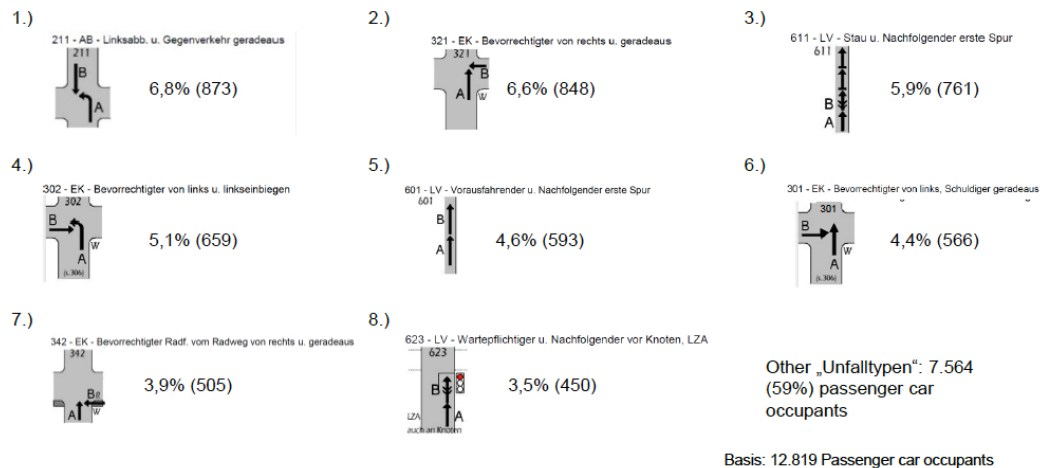 1.)
211 - AB - Linksabb. u. Gegenverkehr geradeaus
211
B
A
6,8% (873)
2.)
321 - EK - Bevorrechtigter von rechts u. geradeaus
321
B
A
W
6,6% (848)
3.)
611 - LV - Stau u. Nachfolgender erste Spur
611
B
A
5,9% (761)
4.)
302 - EK - Bevorrechtigter von links u. linkseinbiegen
302
B
W
A
(s.306)
5,1% (659)
5.)
601 - LV - Vorausfahrender u. Nachfolgender erste Spur
601
B
A
4,6% (593)
6.)
301 - EK - Bevorrechtigter von links, Schuldiger geradeaus
301
B
W
A
(s.306)
4,4% (566)
7.)
342 - EK - Bevorrechtigter Radf. vom Radweg von rechts u. geradeaus
342
BR
A
W
3,9% (505)
8.)
623 - LV - Wartepflichtiger u. Nachfolgender vor Knoten, LZA
623
B
LZA
A
auch an Knoten
3,5% (450)
Other „Unfalltypen“: 7.564
(59%) passenger car
occupants
Basis: 12.819 Passenger car occupants